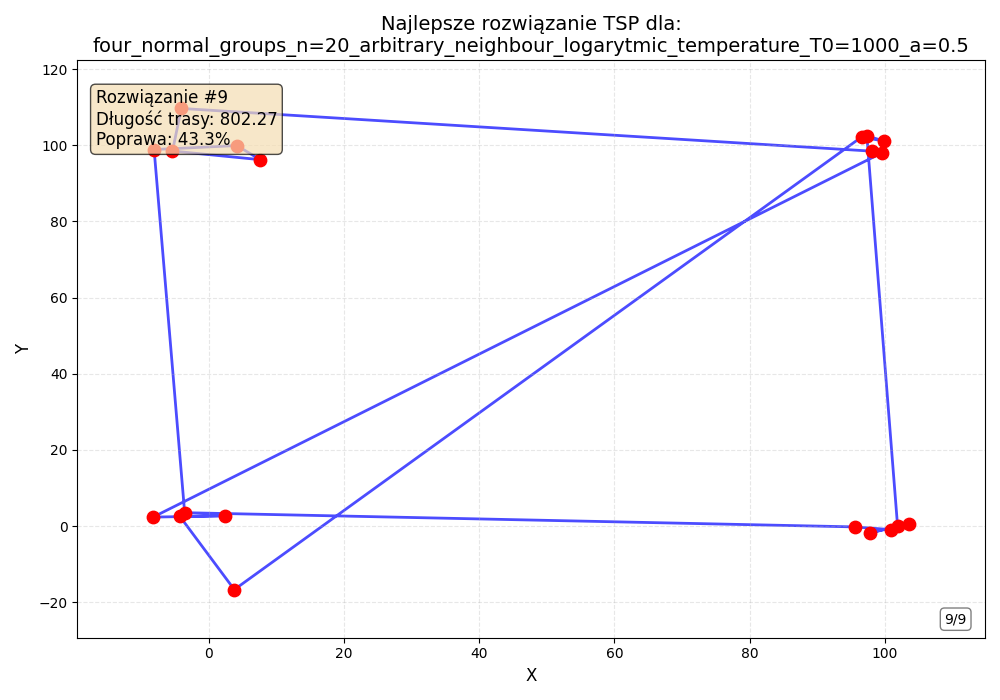 Najlepsze rozwiązanie TSP dla:
four_normal_groups_n=20_arbitrary_neighbour_logarytmic_temperature_T0=1000_a=0.5
Rozwiązanie #9
Długość trasy: 802.27
Poprawa: 43.3%
120
100
80
60
40
20
0
−20
Y
9/9
0
20
40
60
80
100
X